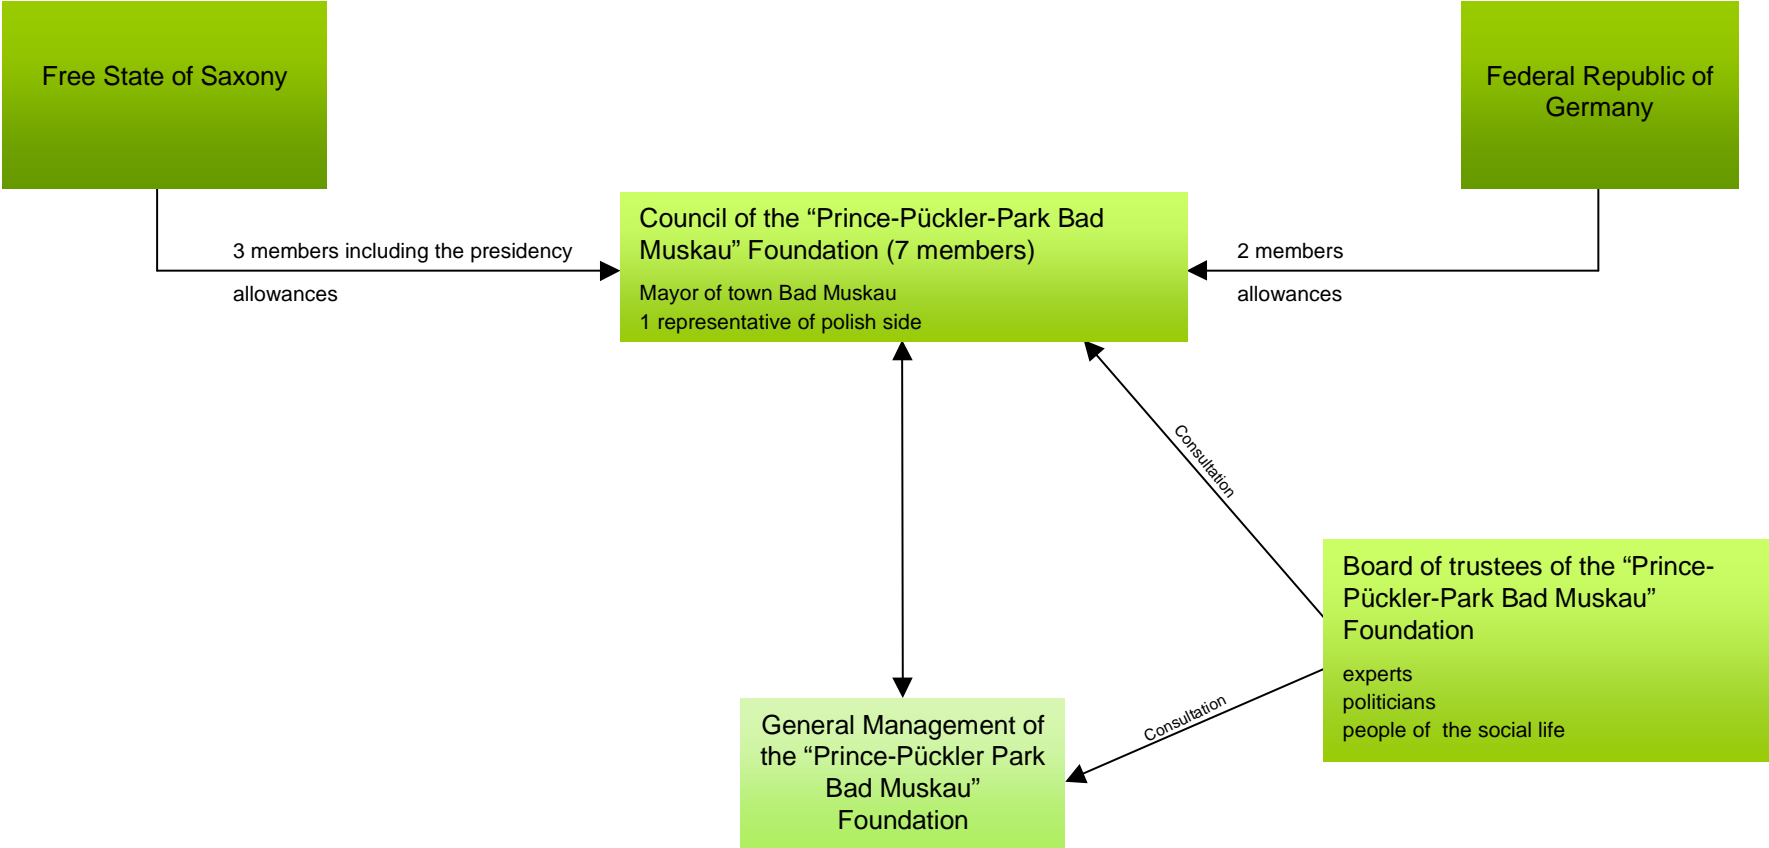 Free State of Saxony
Federal Republic of
Germany
Council of the “Prince-Pückler-Park Bad
Muskau” Foundation (7 members)
Mayor of town Bad Muskau
1 representative of polish side
3 members including the presidency
allowances
2 members
allowances
Consultation
Board of trustees of the “Prince-
Pückler-Park Bad Muskau”
Foundation
experts
politicians
people of  the social life
Consultation
General Management of
the “Prince-Pückler Park
Bad Muskau”
Foundation